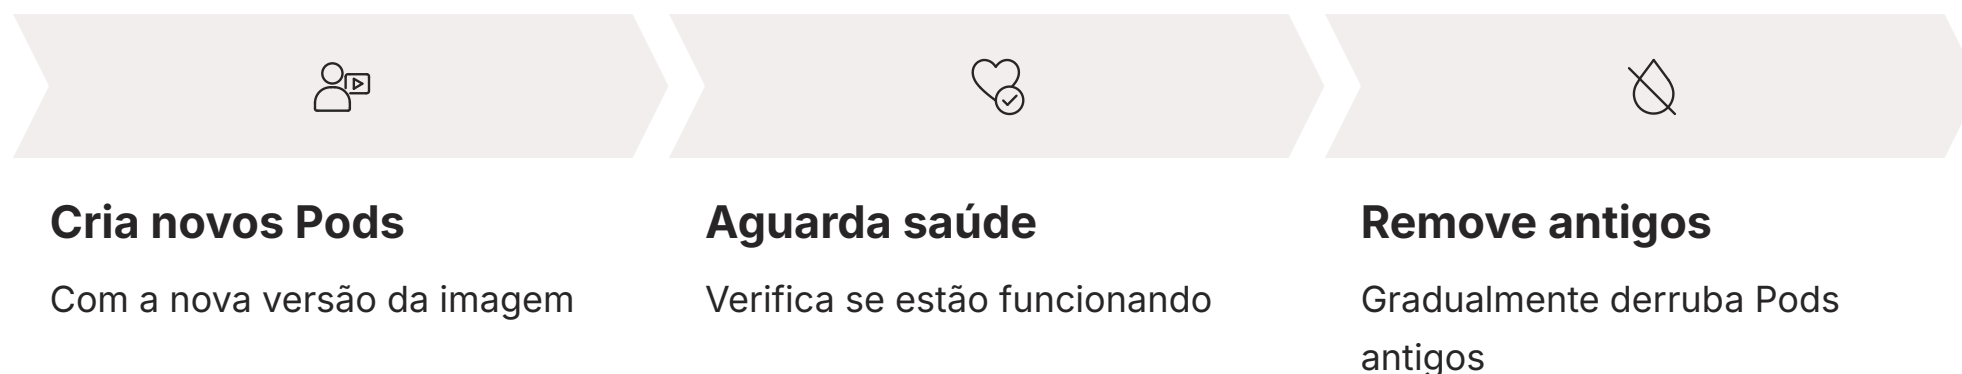 Cria novos Pods
Com a nova versão da imagem
Aguarda saúde
Verifica se estão funcionando
Remove antigos
Gradualmente derruba Pods
antigos